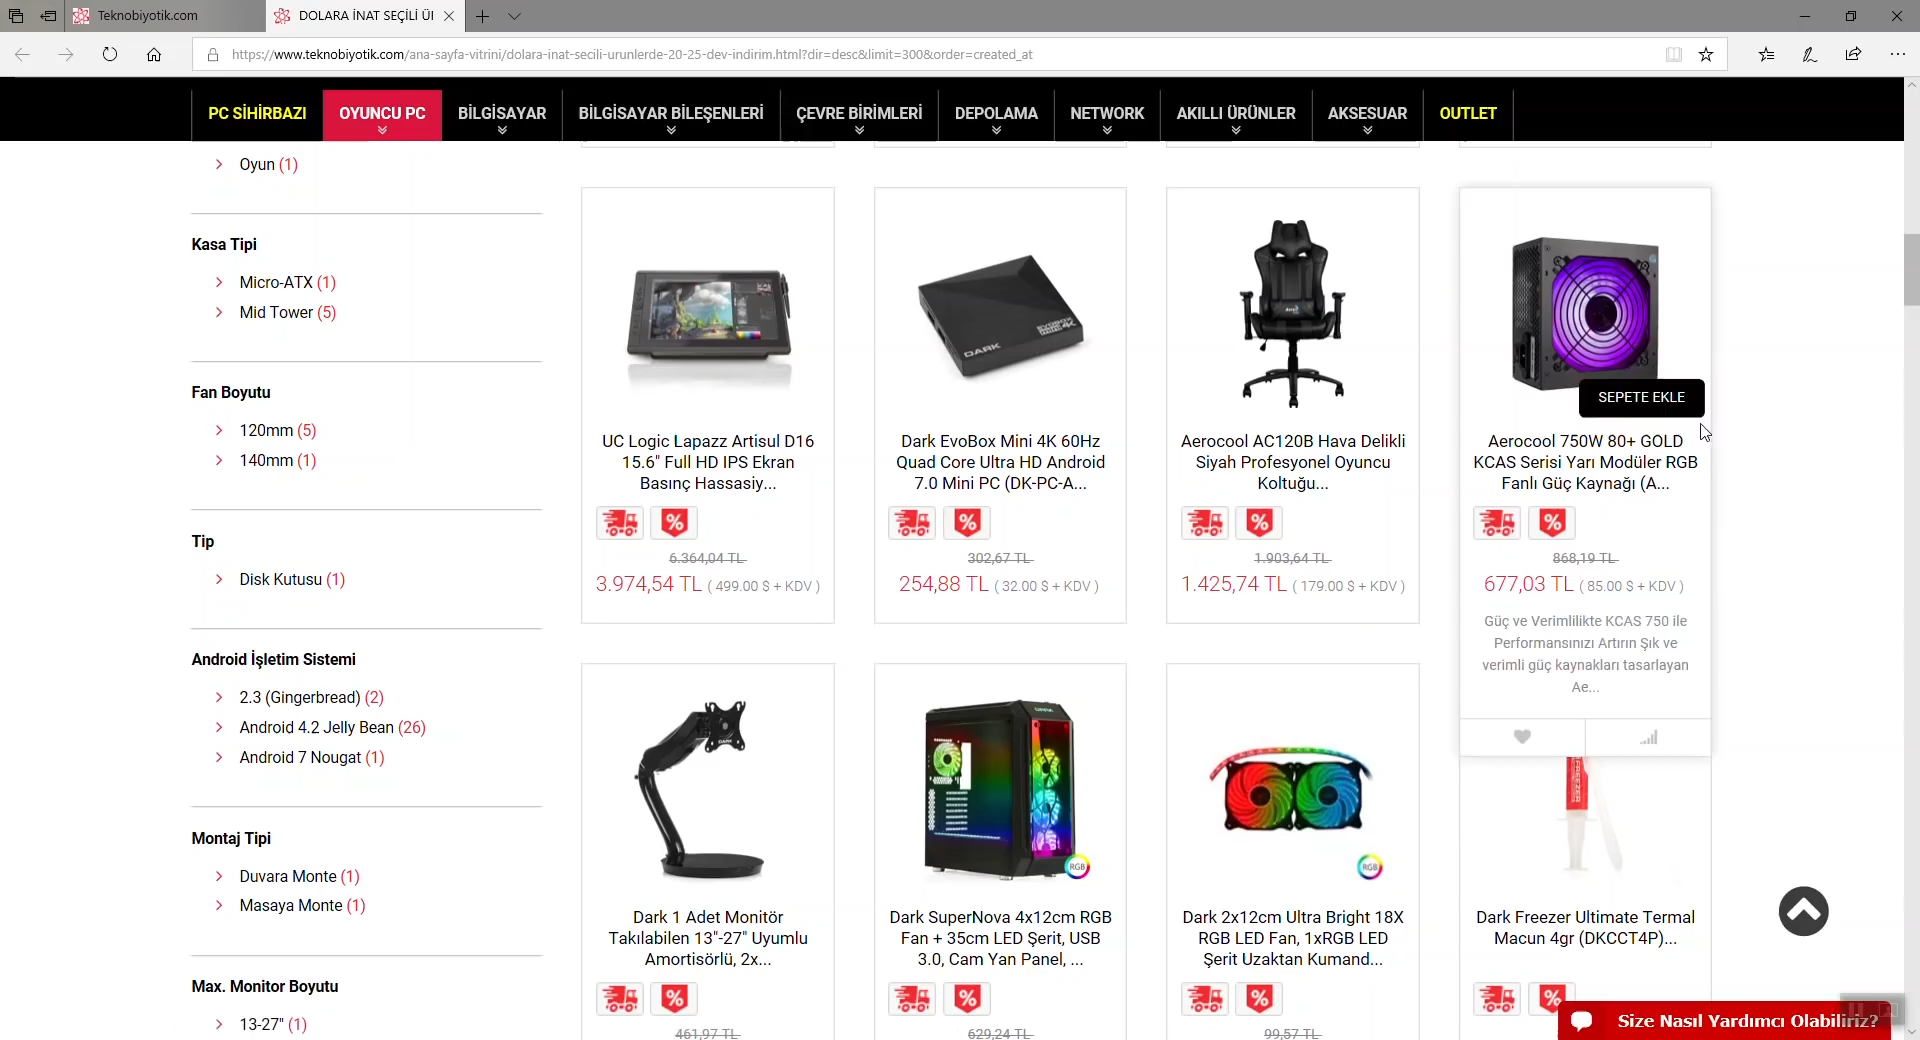 Teknobiyotik.com
DOLARA İNAT SEÇİLİ ÜI
https://www.teknobiyotik.com/ana-sayfa-vitrini/dolara-inat-secili-urunlerde-20-25-dev-indirim.html?dir=desc&limit=300&order=created_at
PC SİHİRBAZI
OYUNCU PC
BİLGİSAYAR
BİLGİSAYAR BİLEŞENLERİ
ÇEVRE BİRİMLERİ
DEPOLAMA
NETWORK
AKILLI ÜRÜNLER
AKSESUAR
OUTLET
Oyun (1)
Kasa Tipi
Micro-ATX (1)
Mid Tower (5)
Fan Boyutu
120mm (5)
140mm (1)
Tip
Disk Kutusu (1)
Android İşletim Sistemi
2.3 (Gingerbread) (2)
Android 4.2 Jelly Bean (26)
Android 7 Nougat (1)
Montaj Tipi
Duvara Monte (1)
Masaya Monte (1)
Max. Monitor Boyutu
13-27" (1)
UC Logic Lapazz Artisul D16
15.6" Full HD IPS Ekran
Basınç Hassasiy...
%
6.364,04 TL
3.974,54 TL ( 499.00 $ + KDV )
DARK
EVOBOX
4K
Dark EvoBox Mini 4K 60Hz
Quad Core Ultra HD Android
7.0 Mini PC (DK-PC-A...
%
302,67 TL
254,88 TL ( 32.00 $ + KDV )
Aerocool AC120B Hava Delikli
Siyah Profesyonel Oyuncu
Koltuğu...
%
1.903,64 TL
1.425,74 TL ( 179.00 $ + KDV )
SEPETE EKLE
Aerocool 750W 80+ GOLD
KCAS Serisi Yarı Modüler RGB
Fanlı Güç Kaynağı (A...
%
868,19 TL
677,03 TL ( 85.00 $ + KDV )
Güç ve Verimlilikte KCAS 750 ile
Performansınızı Artırın Şık ve
verimli güç kaynakları tasarlayan
Ae...
DARK
Dark 1 Adet Monitör
Takılabilen 13"-27" Uyumlu
Amortisörlü, 2x...
%
461,97 TL
RGB
Dark SuperNova 4x12cm RGB
Fan + 35cm LED Şerit, USB
3.0, Cam Yan Panel, ...
%
629,24 TL
RGB
Dark 2x12cm Ultra Bright 18X
RGB LED Fan, 1xRGB LED
Şerit Uzaktan Kumand...
%
99,57 TL
FREEZER
Dark Freezer Ultimate Termal
Macun 4gr (DKCCT4P)...
%
Size Nasıl Yardımcı Olabiliriz?